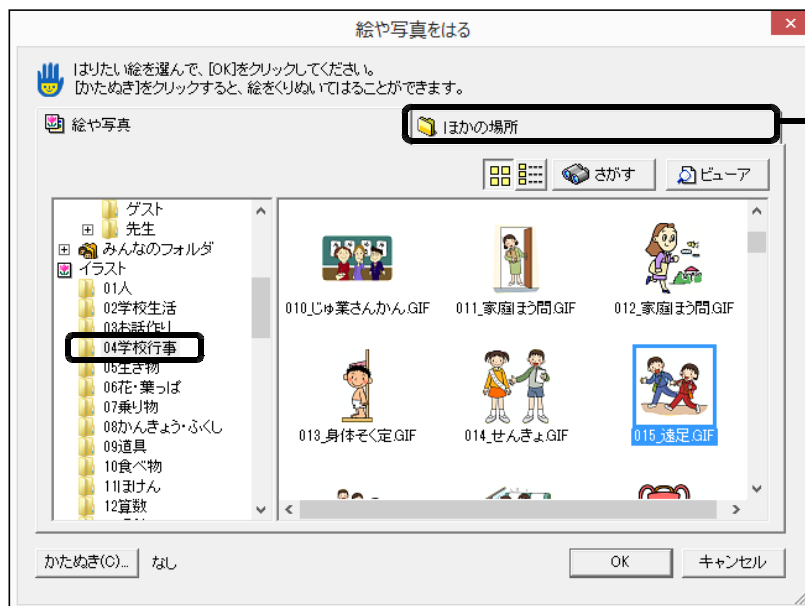 絵や写真をはる
はりたい絵を選んで、[OK]をクリックしてください。
[かたぬき]をクリックすると、絵をくりぬいてはることができます。
絵や写真
ほかの場所
さがす
ビューア
ゲスト
先生
みんなのフォルダ
イラスト
01人
02学校生活
03お話作り
04学校行事
05生き物
06花・葉っぱ
07乗り物
08かんきょう・ふくし
09道具
10食べ物
11ほけん
12算数
010_じゅ業さんかん.GIF
011_家庭ほう問.GIF
012_家庭ほう問.GIF
013_身体そく定.GIF
014_せんきょ.GIF
015_遠足.GIF
かたぬき(C)...
なし
OK
キャンセル